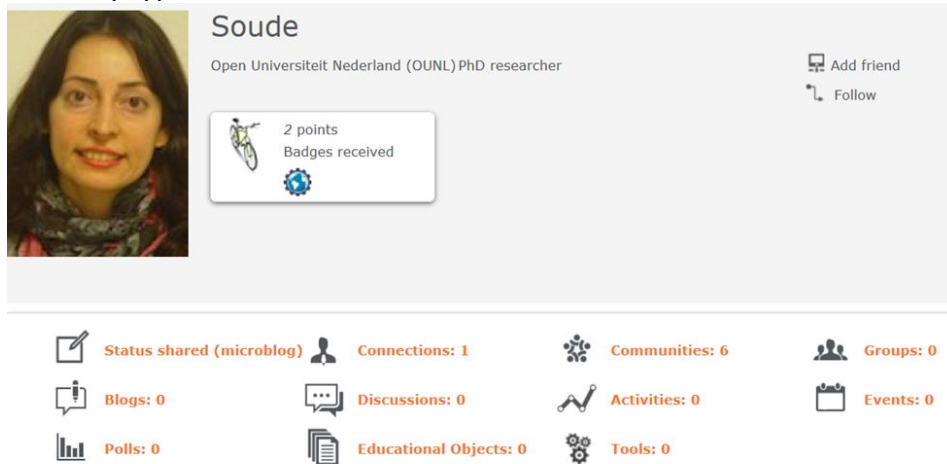 Soude
Open Universiteit Nederland (OUNL) PhD researcher
Add friend
Follow
2 points
Badges received
Status shared (microblog)
Connections: 1
Communities: 6
Groups: 0
Blogs: 0
Discussions: 0
Activities: 0
Events: 0
Polls: 0
Educational Objects: 0
Tools: 0